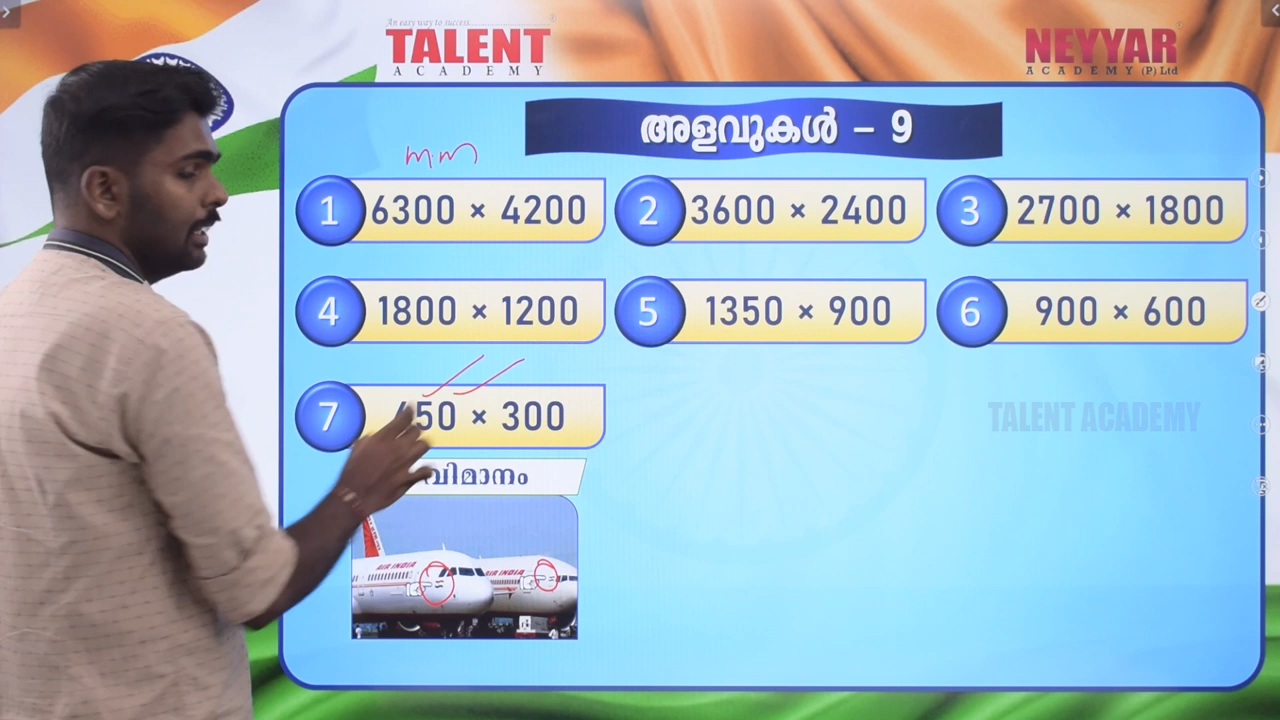 An easy way to success
TALENT
ACADEMY
NEYYAR
ACADEMY (P) Ltd
അളവുകൾ – 9
m.m
1 6300 × 4200
2 3600 × 2400
3 2700 × 1800
4 1800 × 1200
5 1350 × 900
6 900 × 600
7 450 × 300
TALENT ACADEMY
വിമാനം
AIR INDIA
AIR INDIA